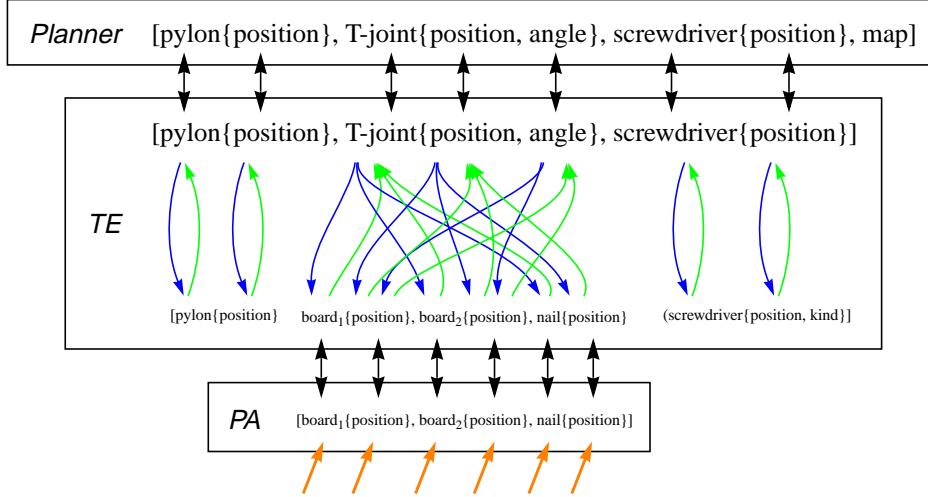 Planner [pylon{position}, T-joint{position, angle}, screwdriver{position}, map]
[pylon{position}, T-joint{position, angle}, screwdriver{position}]
TE
[pylon{position} board₁{position}, board₂{position}, nail{position} (screwdriver{position, kind}]
PA [board₁{position}, board₂{position}, nail{position}]